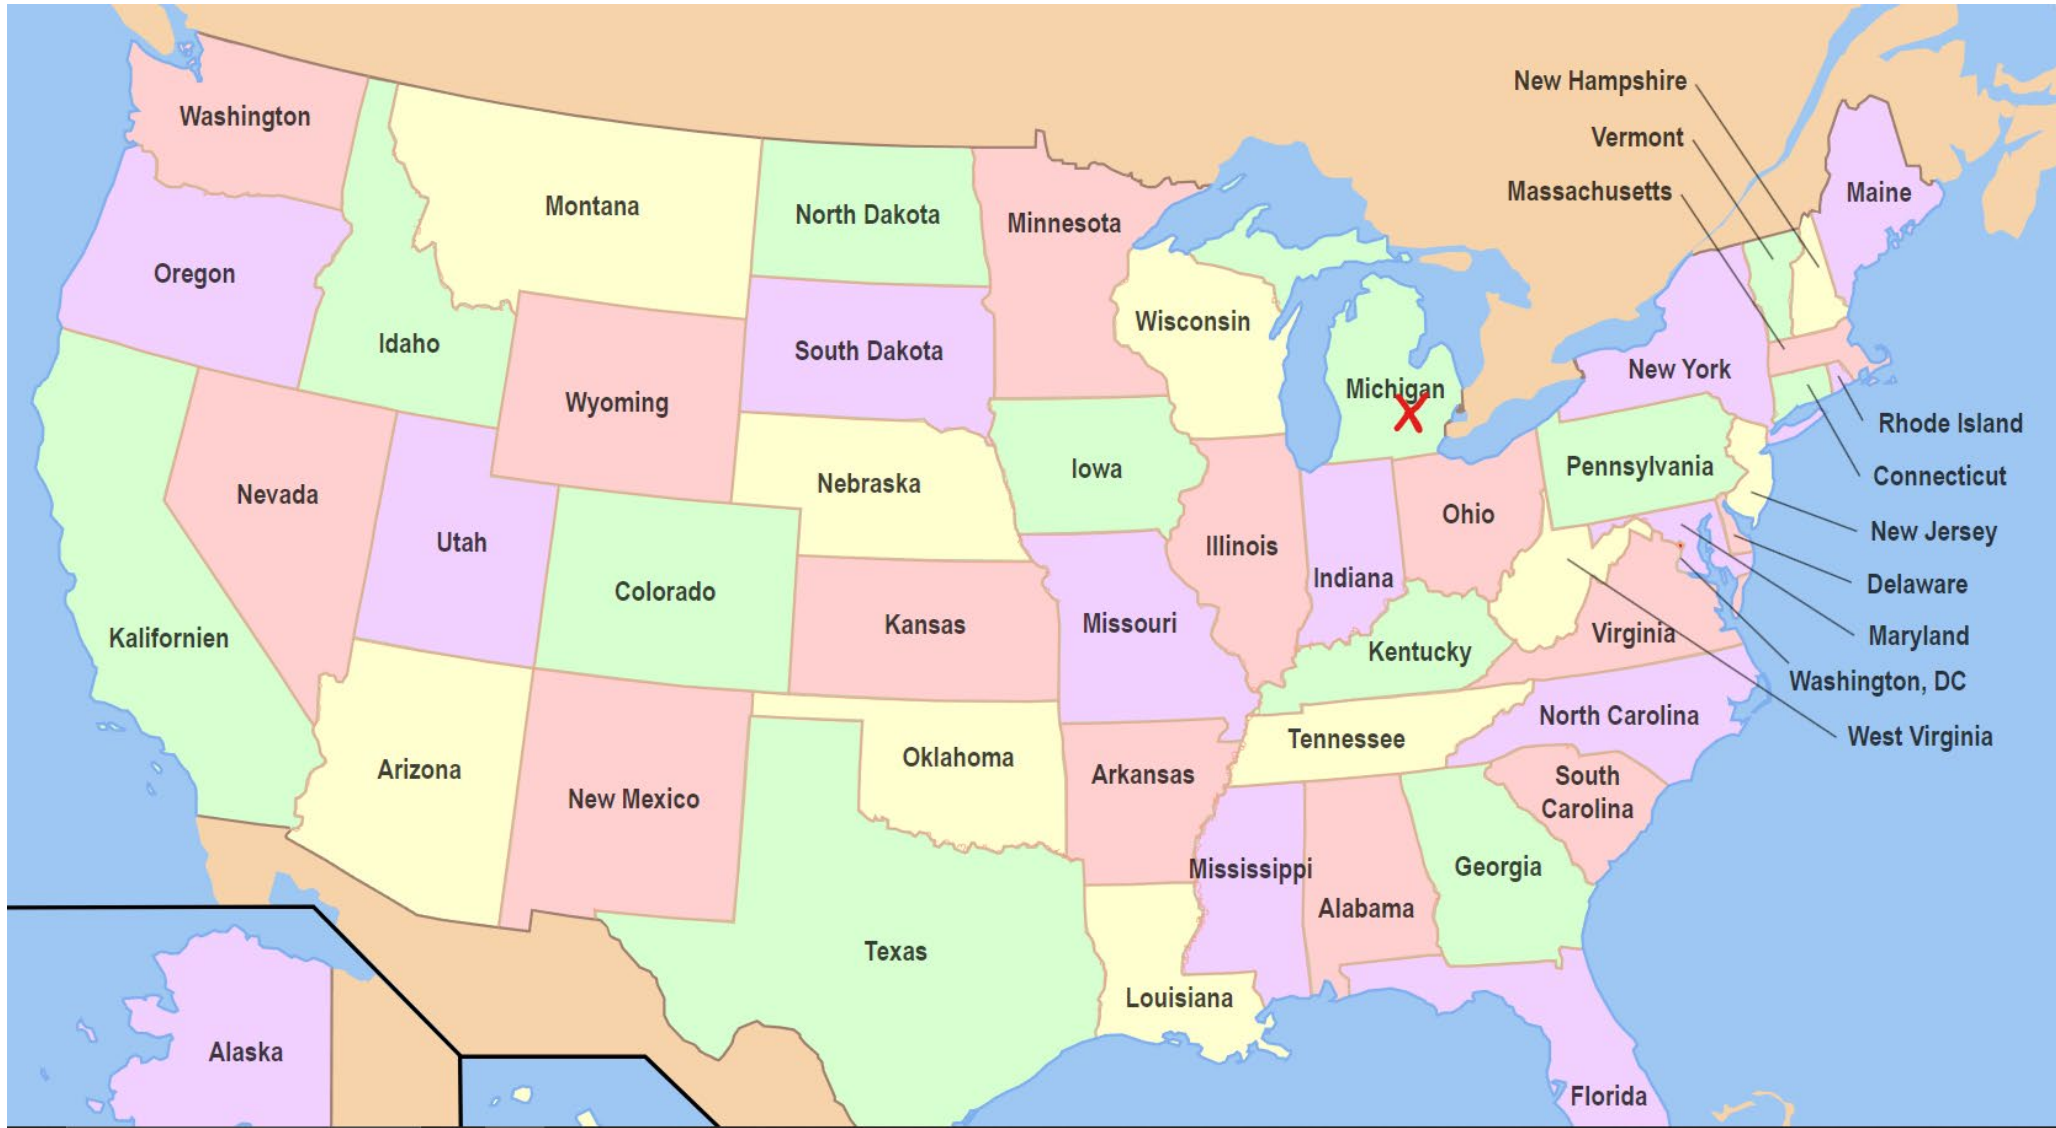 New Hampshire
Washington
Vermont
Massachusetts
Maine
Montana
North Dakota
Minnesota
Oregon
Wisconsin
Idaho
South Dakota
New York
Michigan
Wyoming
Rhode Island
Iowa
Pennsylvania
Connecticut
Nebraska
Nevada
Ohio
New Jersey
Utah
Illinois
Indiana
Delaware
Colorado
Kansas
Missouri
Virginia
Maryland
Kalifornien
Kentucky
Washington, DC
North Carolina
West Virginia
Tennessee
Oklahoma
Arizona
Arkansas
South
Carolina
New Mexico
Georgia
Mississippi
Alabama
Texas
Louisiana
Alaska
Florida